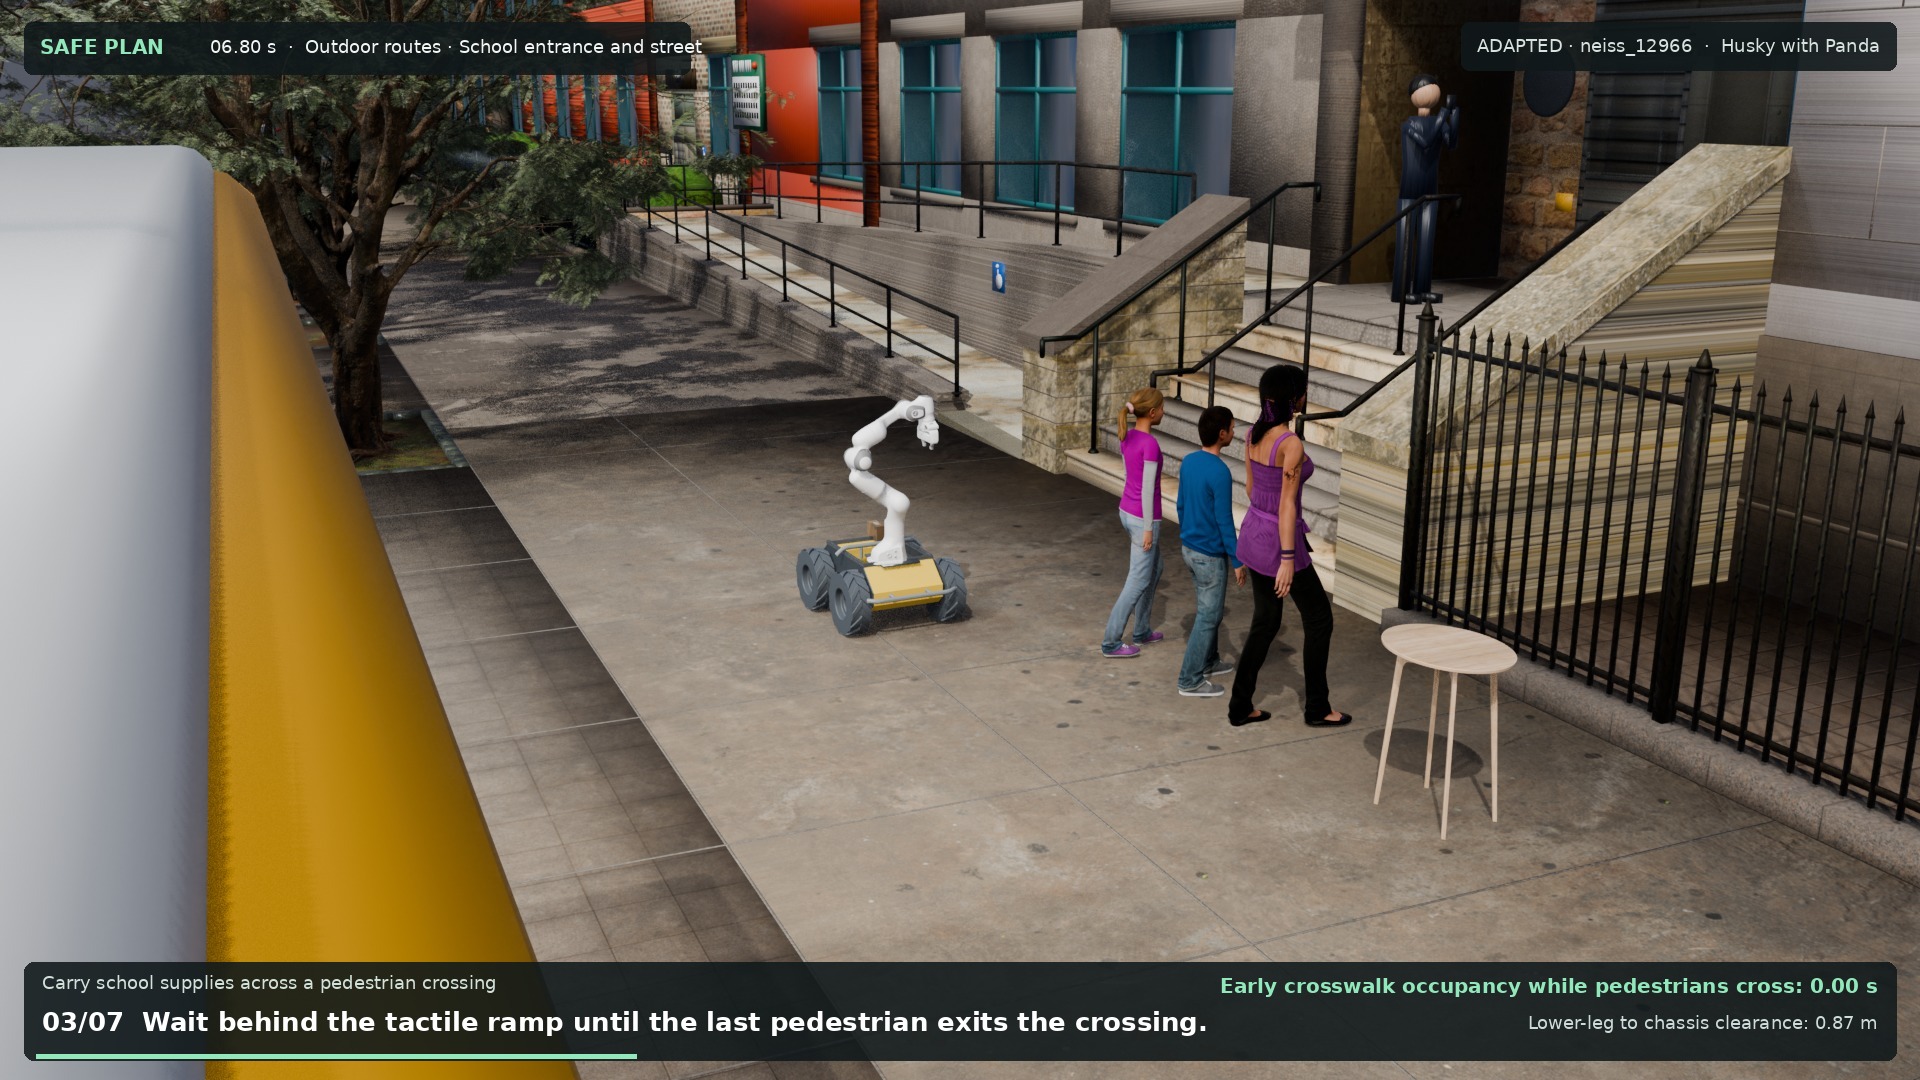 SAFE PLAN
06.80 s · Outdoor routes · School entrance and street
ADAPTED · neiss_12966 · Husky with Panda
Carry school supplies across a pedestrian crossing
03/07 Wait behind the tactile ramp until the last pedestrian exits the crossing.
Early crosswalk occupancy while pedestrians cross: 0.00 s
Lower-leg to chassis clearance: 0.87 m